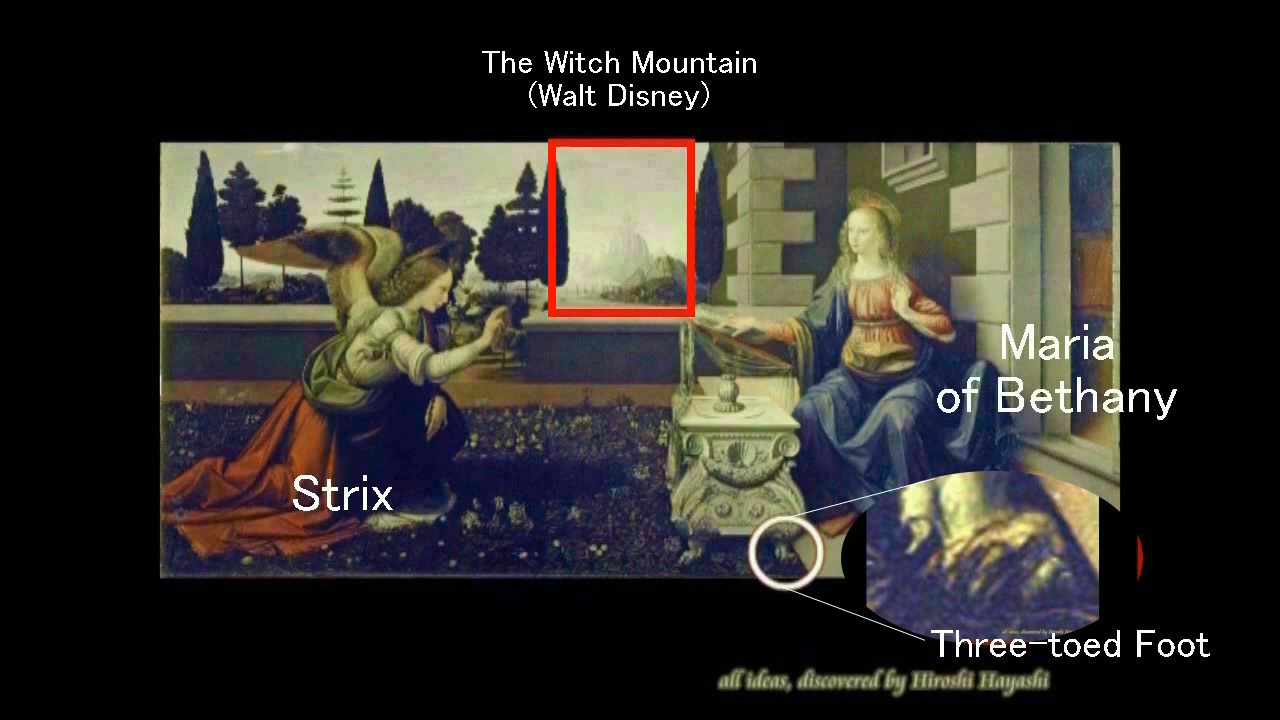 The Witch Mountain
(Walt Disney)
Maria
of Bethany
Strix
Three-toed Foot
all ideas, discovered by Hiroshi Hayashi